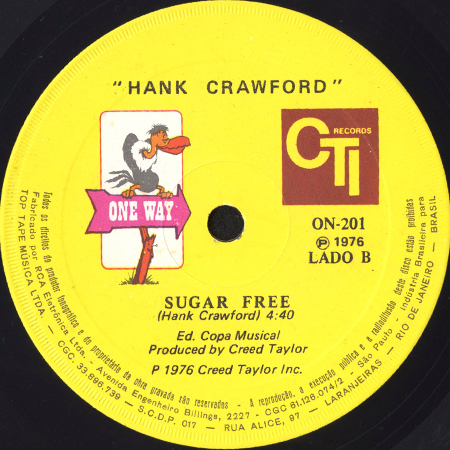 "HANK CRAWFORD"
ONE WAY
CTI
RECORDS
ON-201
Ⓟ 1976
LADO B
SUGAR FREE
(Hank Crawford) 4:40
Ed. Copa Musical
Produced by Creed Taylor
P 1976 Creed Taylor Inc.
Todos os direitos do produtor fonográfico e do proprietário da obra gravada são reservados - A reprodução, a execução pública e a radiodifusão deste disco estão proibidas
Fabricado por RCA Eletrônica Ltda. - Avenida Engenheiro Billings, 2227 - CGC 61.128.074/2 - São Paulo - Indústria Brasileira para
TOP TAPE MÚSICA LTDA. - CGC. 33.896.739 - S.C.D.P. 017 - RUA ALICE, 97 - LARANJEIRAS - RIO DE JANEIRO - BRASIL